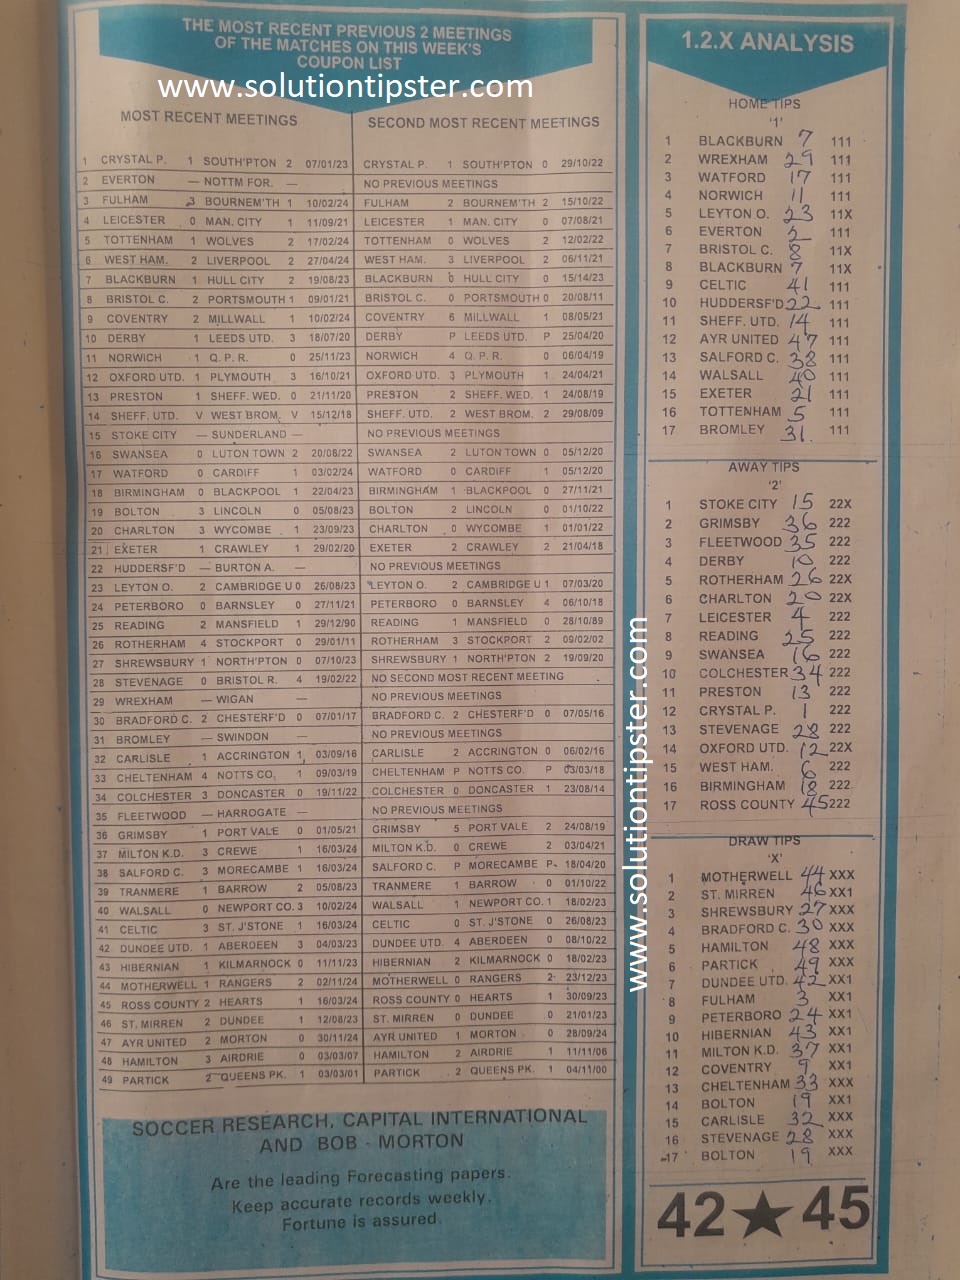 THE MOST RECENT PREVIOUS 2 MEETINGS
OF THE MATCHES ON THIS WEEK'S
COUPON LIST
www.solutiontipster.com
MOST RECENT MEETINGS SECOND MOST RECENT MEETINGS
1 CRYSTAL P. 1 SOUTH'PTON 2 07/01/23 CRYSTAL P. 1 SOUTH'PTON 0 29/10/22
2 EVERTON — NOTTM FOR. — NO PREVIOUS MEETINGS
3 FULHAM 3 BOURNEM'TH 1 10/02/24 FULHAM 2 BOURNEM'TH 2 15/10/22
4 LEICESTER 0 MAN. CITY 1 11/09/21 LEICESTER 1 MAN. CITY 0 07/08/21
5 TOTTENHAM 1 WOLVES 2 17/02/24 TOTTENHAM 0 WOLVES 2 12/02/22
6 WEST HAM. 2 LIVERPOOL 2 27/04/24 WEST HAM. 3 LIVERPOOL 2 06/11/21
7 BLACKBURN 1 HULL CITY 2 19/08/23 BLACKBURN 0 HULL CITY 0 15/14/23
8 BRISTOL C. 2 PORTSMOUTH 1 09/01/21 BRISTOL C. 0 PORTSMOUTH 0 20/08/11
9 COVENTRY 2 MILLWALL 1 10/02/24 COVENTRY 6 MILLWALL 1 08/05/21
10 DERBY 1 LEEDS UTD. 3 18/07/20 DERBY P LEEDS UTD. P 25/04/20
11 NORWICH 1 Q. P. R. 0 25/11/23 NORWICH 4 Q. P. R. 0 06/04/19
12 OXFORD UTD. 1 PLYMOUTH 3 16/10/21 OXFORD UTD. 3 PLYMOUTH 1 24/04/21
13 PRESTON 1 SHEFF. WED. 0 21/11/20 PRESTON 2 SHEFF. WED. 1 24/08/19
14 SHEFF. UTD. V WEST BROM. V 15/12/18 SHEFF. UTD. 2 WEST BROM. 2 29/08/09
15 STOKE CITY — SUNDERLAND — NO PREVIOUS MEETINGS
16 SWANSEA 0 LUTON TOWN 2 20/08/22 SWANSEA 2 LUTON TOWN 0 05/12/20
17 WATFORD 0 CARDIFF 1 03/02/24 WATFORD 0 CARDIFF 1 05/12/20
18 BIRMINGHAM 0 BLACKPOOL 1 22/04/23 BIRMINGHAM 1 BLACKPOOL 0 27/11/21
19 BOLTON 3 LINCOLN 0 05/08/23 BOLTON 2 LINCOLN 0 01/10/22
20 CHARLTON 3 WYCOMBE 1 23/09/23 CHARLTON 0 WYCOMBE 1 01/01/22
21 EXETER 1 CRAWLEY 1 29/02/20 EXETER 2 CRAWLEY 2 21/04/18
22 HUDDERSF'D — BURTON A. — NO PREVIOUS MEETINGS
23 LEYTON O. 2 CAMBRIDGE U 0 26/08/23 LEYTON O. 2 CAMBRIDGE U 1 07/03/20
24 PETERBORO 0 BARNSLEY 0 27/11/21 PETERBORO 0 BARNSLEY 4 06/10/18
25 READING 2 MANSFIELD 1 29/12/90 READING 1 MANSFIELD 0 28/10/89
26 ROTHERHAM 4 STOCKPORT 0 29/01/11 ROTHERHAM 3 STOCKPORT 2 09/02/02
27 SHREWSBURY 1 NORTH'PTON 0 07/10/23 SHREWSBURY 1 NORTH'PTON 2 19/09/20
28 STEVENAGE 0 BRISTOL R. 4 19/02/22 NO SECOND MOST RECENT MEETING
29 WREXHAM — WIGAN — NO PREVIOUS MEETINGS
30 BRADFORD C. 2 CHESTERF'D 0 07/01/17 BRADFORD C. 2 CHESTERF'D 0 07/05/16
31 BROMLEY — SWINDON — NO PREVIOUS MEETINGS
32 CARLISLE 1 ACCRINGTON 1 03/09/16 CARLISLE 2 ACCRINGTON 0 06/02/16
33 CHELTENHAM 4 NOTTS CO. 1 09/03/19 CHELTENHAM P NOTTS CO. P 03/03/18
34 COLCHESTER 3 DONCASTER 0 19/11/22 COLCHESTER 0 DONCASTER 1 23/08/14
35 FLEETWOOD — HARROGATE — NO PREVIOUS MEETINGS
36 GRIMSBY 1 PORT VALE 0 01/05/21 GRIMSBY 5 PORT VALE 2 24/08/19
37 MILTON K.D. 3 CREWE 1 16/03/24 MILTON K.D. 0 CREWE 2 03/04/21
38 SALFORD C. 3 MORECAMBE 1 16/03/24 SALFORD C. P MORECAMBE P 18/04/20
39 TRANMERE 1 BARROW 2 05/08/23 TRANMERE 1 BARROW 0 01/10/22
40 WALSALL 0 NEWPORT CO. 3 10/02/24 WALSALL 1 NEWPORT CO. 1 18/02/23
41 CELTIC 3 ST. J'STONE 1 16/03/24 CELTIC 0 ST. J'STONE 0 26/08/23
42 DUNDEE UTD. 1 ABERDEEN 3 04/03/23 DUNDEE UTD. 4 ABERDEEN 0 08/10/22
43 HIBERNIAN 1 KILMARNOCK 0 11/11/23 HIBERNIAN 2 KILMARNOCK 0 18/02/23
44 MOTHERWELL 1 RANGERS 2 02/11/24 MOTHERWELL 0 RANGERS 2 23/12/23
45 ROSS COUNTY 2 HEARTS 1 16/03/24 ROSS COUNTY 0 HEARTS 1 30/09/23
46 ST. MIRREN 2 DUNDEE 1 12/08/23 ST. MIRREN 0 DUNDEE 0 21/01/23
47 AYR UNITED 2 MORTON 0 30/11/24 AYR UNITED 1 MORTON 0 28/09/24
48 HAMILTON 3 AIRDRIE 0 03/03/07 HAMILTON 2 AIRDRIE 1 11/11/06
49 PARTICK 2 QUEENS PK. 1 03/03/01 PARTICK 2 QUEENS PK. 1 04/11/00
SOCCER RESEARCH, CAPITAL INTERNATIONAL
AND BOB - MORTON
Are the leading Forecasting papers.
Keep accurate records weekly.
Fortune is assured.
www.solutiontipster.com
1.2.X ANALYSIS
HOME TIPS
'1'
1 BLACKBURN 7 111
2 WREXHAM 29 111
3 WATFORD 17 111
4 NORWICH 11 111
5 LEYTON O. 23 11X
6 EVERTON 2 111
7 BRISTOL C. 8 11X
8 BLACKBURN 7 11X
9 CELTIC 41 111
10 HUDDERSF'D 22 111
11 SHEFF. UTD. 14 111
12 AYR UNITED 47 111
13 SALFORD C. 38 111
14 WALSALL 40 111
15 EXETER 21 111
16 TOTTENHAM 5 111
17 BROMLEY 31. 111
AWAY TIPS
'2'
1 STOKE CITY 15 22X
2 GRIMSBY 36 222
3 FLEETWOOD 35 222
4 DERBY 10 222
5 ROTHERHAM 26 22X
6 CHARLTON 20 22X
7 LEICESTER 4 222
8 READING 25 222
9 SWANSEA 16 222
10 COLCHESTER 34 222
11 PRESTON 13 222
12 CRYSTAL P. 1 222
13 STEVENAGE 28 222
14 OXFORD UTD. 12 22X
15 WEST HAM. 6 222
16 BIRMINGHAM 18 222
17 ROSS COUNTY 45 222
DRAW TIPS
'X'
1 MOTHERWELL 44 XXX
2 ST. MIRREN 46 XX1
3 SHREWSBURY 27 XXX
4 BRADFORD C. 30 XXX
5 HAMILTON 48 XXX
6 PARTICK 49 XXX
7 DUNDEE UTD. 42 XX1
8 FULHAM 3 XX1
9 PETERBORO 24 XX1
10 HIBERNIAN 43 XX1
11 MILTON K.D. 37 XX1
12 COVENTRY 9 XX1
13 CHELTENHAM 33 XXX
14 BOLTON 19 XX1
15 CARLISLE 32 XXX
16 STEVENAGE 28 XXX
17 BOLTON 19 XXX
42★45